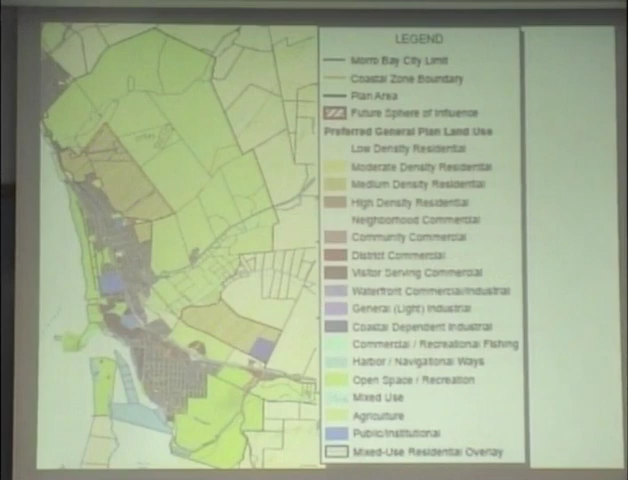 LEGEND
Morro Bay City Limit
Coastal Zone Boundary
Plan Area
Future Sphere of Influence
Preferred General Plan Land Use
Low Density Residential
Moderate Density Residential
Medium Density Residential
High Density Residential
Neighborhood Commercial
Community Commercial
District Commercial
Visitor Serving Commercial
Waterfront Commercial/Industrial
General (Light) Industrial
Coastal Dependent Industrial
Commercial / Recreational Fishing
Harbor / Navigational Ways
Open Space / Recreation
Mixed Use
Agriculture
Public/Institutional
Mixed-Use Residential Overlay